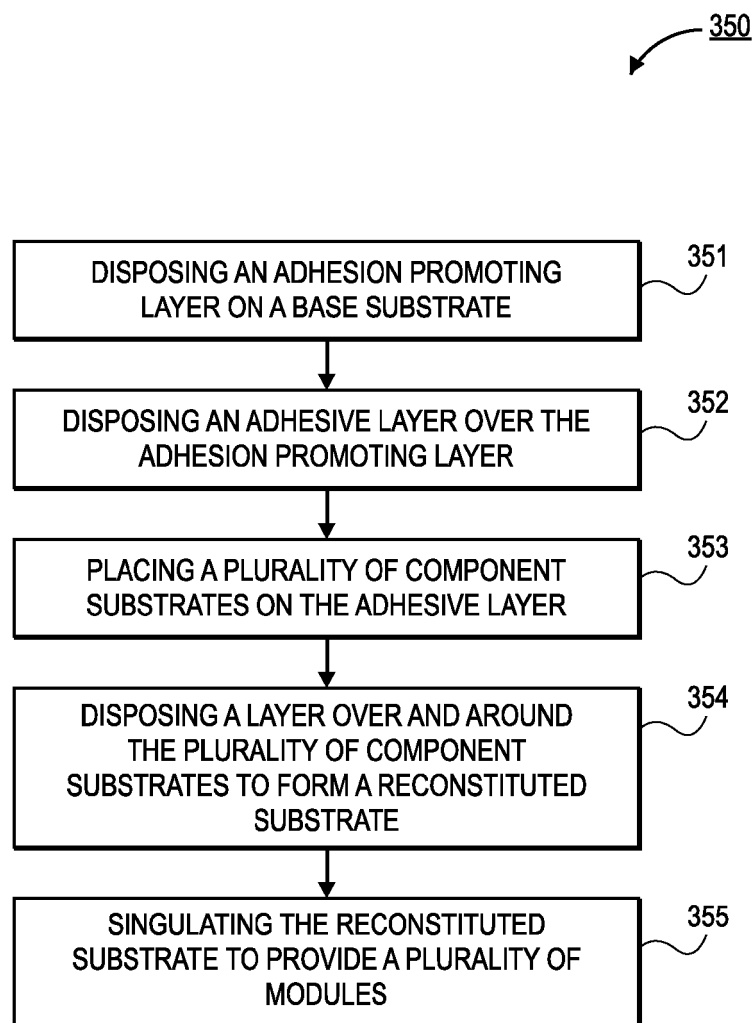 350
DISPOSING AN ADHESION PROMOTING
LAYER ON A BASE SUBSTRATE
351
DISPOSING AN ADHESIVE LAYER OVER THE
ADHESION PROMOTING LAYER
352
PLACING A PLURALITY OF COMPONENT
SUBSTRATES ON THE ADHESIVE LAYER
353
DISPOSING A LAYER OVER AND AROUND
THE PLURALITY OF COMPONENT
SUBSTRATES TO FORM A RECONSTITUTED
SUBSTRATE
354
SINGULATING THE RECONSTITUTED
SUBSTRATE TO PROVIDE A PLURALITY OF
MODULES
355